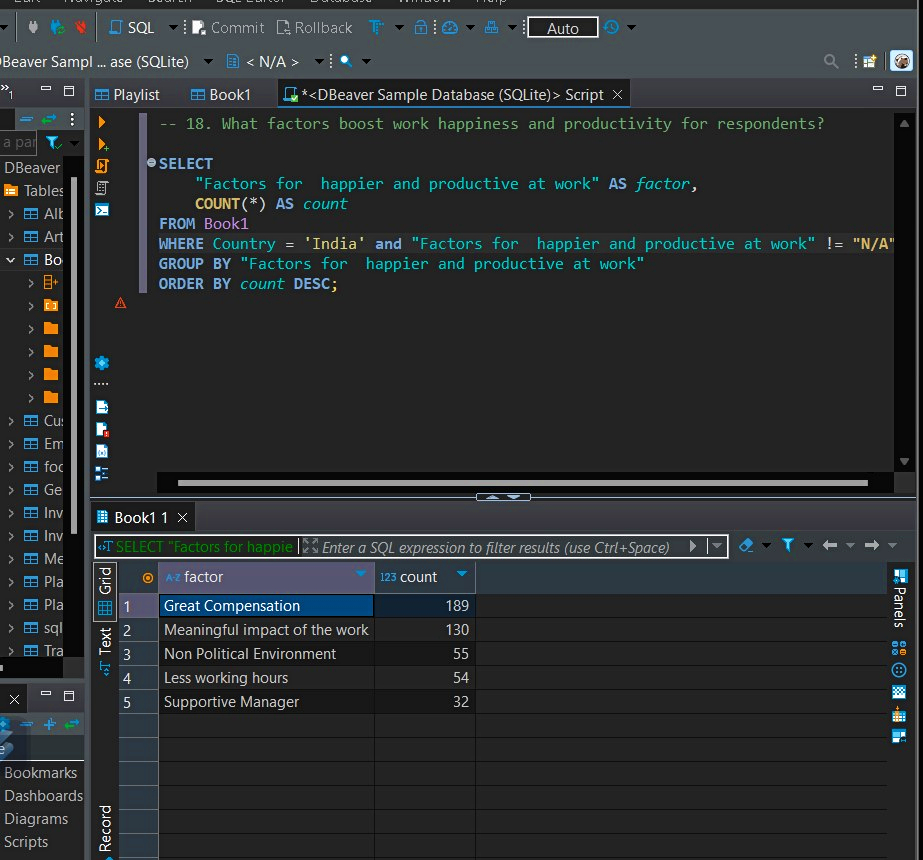 SQL
Commit
Rollback
Auto
DBeaver Sampl ... ase (SQLite)
< N/A >
Playlist
Book1
*<DBeaver Sample Database (SQLite)> Script
a par
DBeaver
Tables
Alb
Art
Bo
Cus
Em
foo
Ge
Inv
Inv
Me
Pla
Pla
sql
Tra
-- 18. What factors boost work happiness and productivity for respondents?
SELECT
"Factors for  happier and productive at work" AS factor,
COUNT(*) AS count
FROM Book1
WHERE Country = 'India' and "Factors for  happier and productive at work" != "N/A"
GROUP BY "Factors for  happier and productive at work"
ORDER BY count DESC;
Book1 1
SELECT "Factors for happie
Enter a SQL expression to filter results (use Ctrl+Space)
Grid
Text
Record
Panels
A-Z factor
123 count
1 Great Compensation 189
2 Meaningful impact of the work 130
3 Non Political Environment 55
4 Less working hours 54
5 Supportive Manager 32
Bookmarks
Dashboards
Diagrams
Scripts